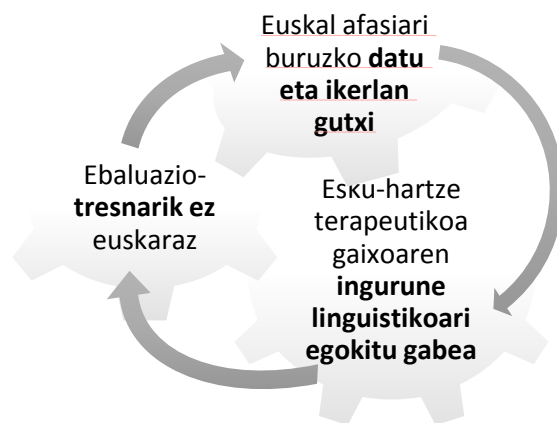 Euskal afasiari
buruzko datu
eta ikerlan
gutxi
Ebaluazio-
tresnarik ez
euskaraz
Esku-hartze
terapeutikoa
gaixoaren
ingurune
linguistikoari
egokitu gabea